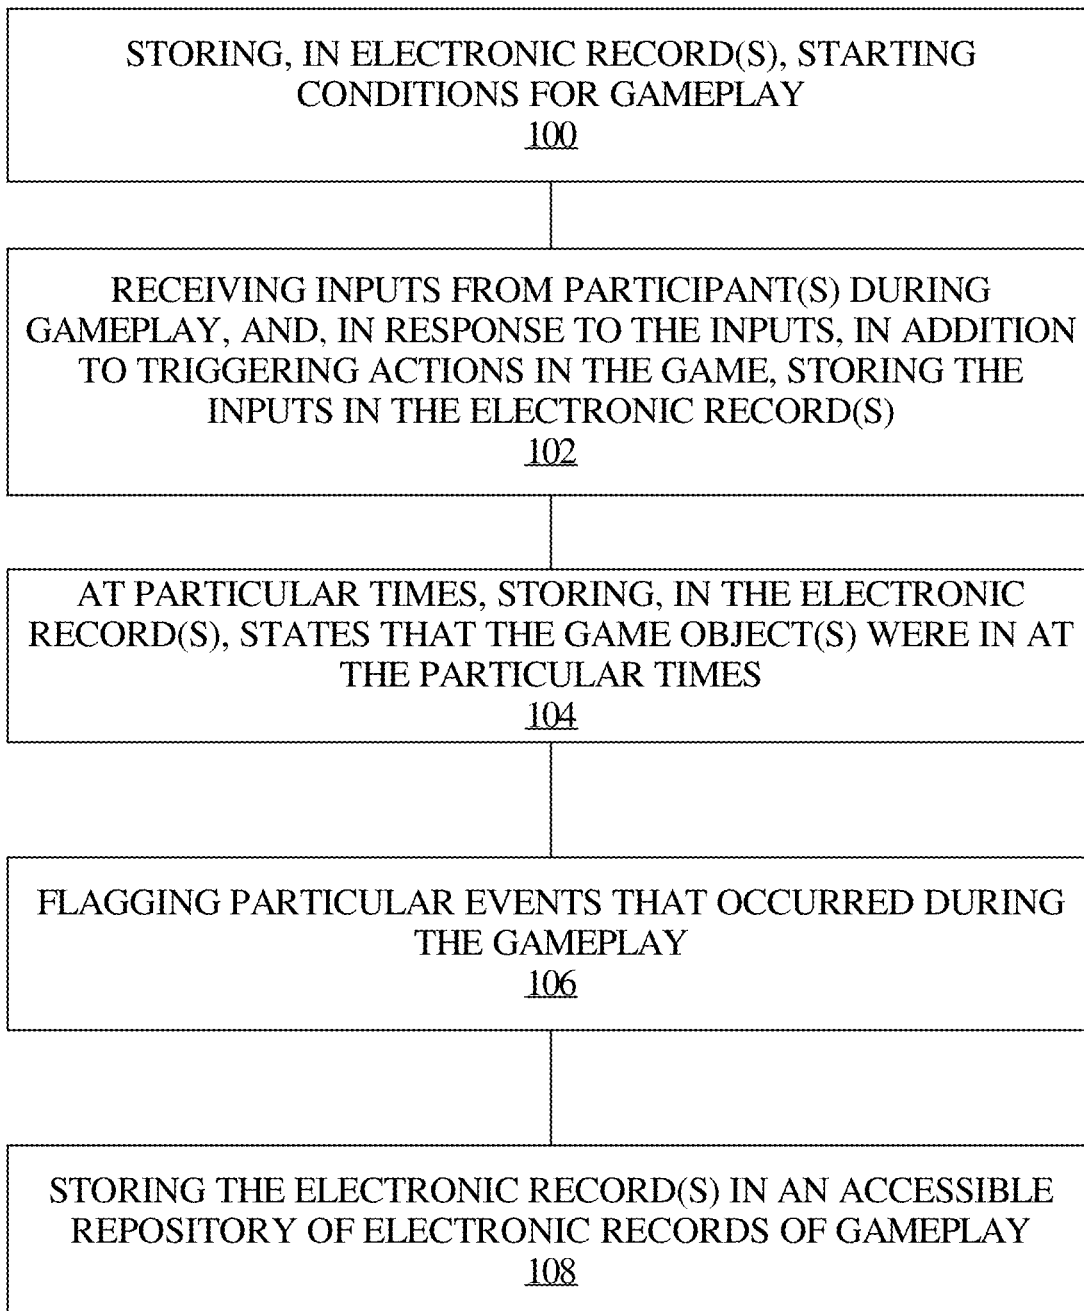 STORING, IN ELECTRONIC RECORD(S), STARTING
CONDITIONS FOR GAMEPLAY
100
RECEIVING INPUTS FROM PARTICIPANT(S) DURING
GAMEPLAY, AND, IN RESPONSE TO THE INPUTS, IN ADDITION
TO TRIGGERING ACTIONS IN THE GAME, STORING THE
INPUTS IN THE ELECTRONIC RECORD(S)
102
AT PARTICULAR TIMES, STORING, IN THE ELECTRONIC
RECORD(S), STATES THAT THE GAME OBJECT(S) WERE IN AT
THE PARTICULAR TIMES
104
FLAGGING PARTICULAR EVENTS THAT OCCURRED DURING
THE GAMEPLAY
106
STORING THE ELECTRONIC RECORD(S) IN AN ACCESSIBLE
REPOSITORY OF ELECTRONIC RECORDS OF GAMEPLAY
108